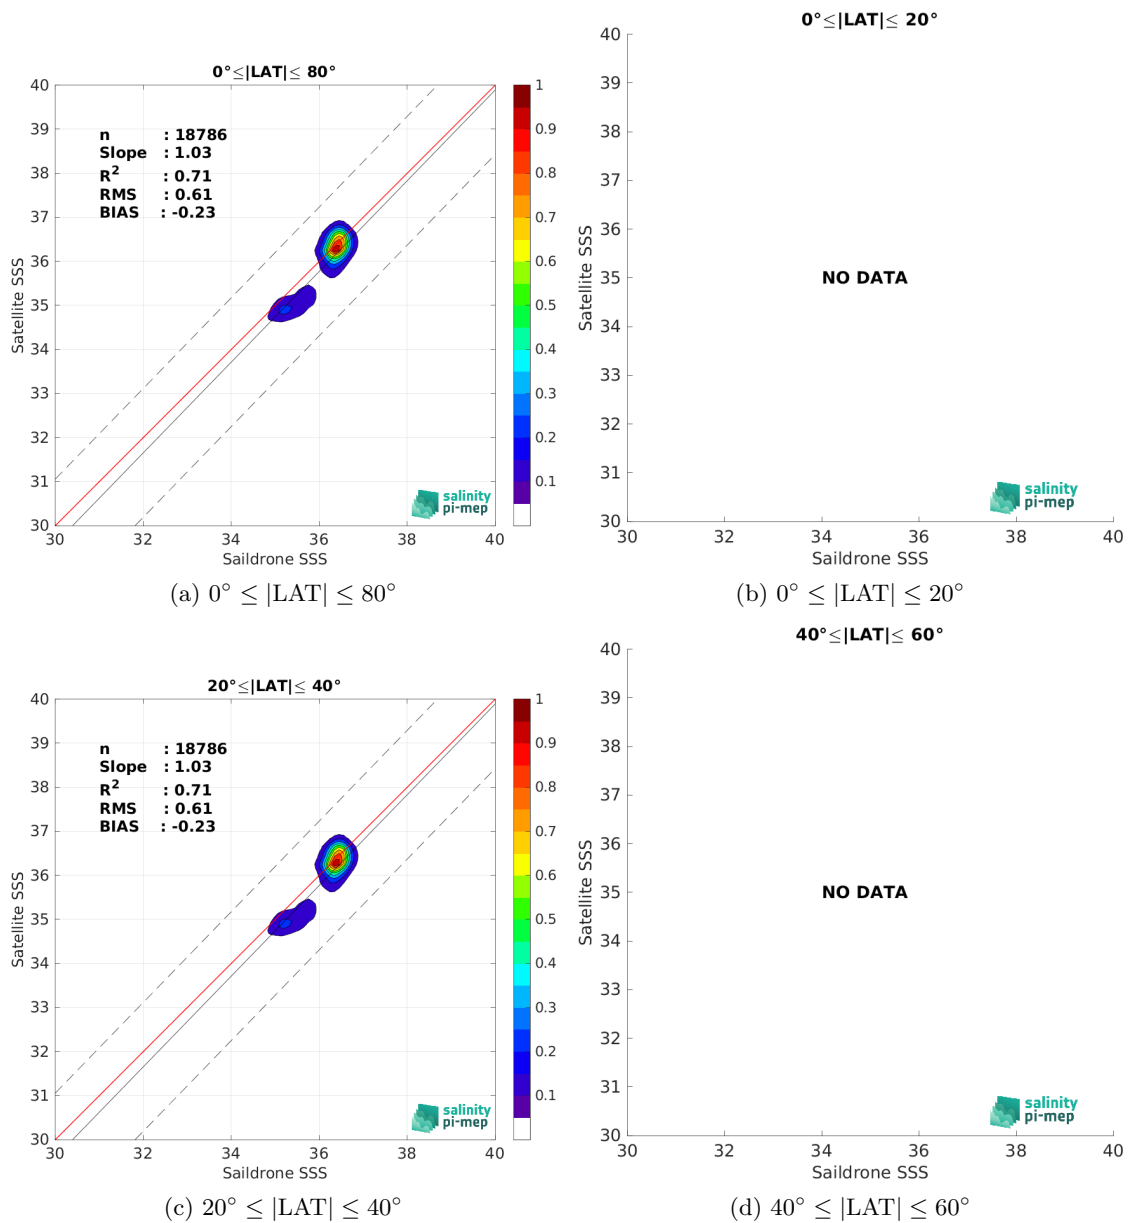 0°≤|LAT|≤ 80°
40
39
38
37
36
35
34
33
32
31
30
Satellite SSS
n : 18786
Slope : 1.03
R² : 0.71
RMS : 0.61
BIAS : -0.23
1
0.9
0.8
0.7
0.6
0.5
0.4
0.3
0.2
0.1
salinity
pi-mep
30 32 34 36 38 40
Saildrone SSS
(a) 0° ≤ |LAT| ≤ 80°
0°≤|LAT|≤ 20°
40
39
38
37
36
35
34
33
32
31
30
Satellite SSS
NO DATA
salinity
pi-mep
30 32 34 36 38 40
Saildrone SSS
(b) 0° ≤ |LAT| ≤ 20°
20°≤|LAT|≤ 40°
40
39
38
37
36
35
34
33
32
31
30
Satellite SSS
n : 18786
Slope : 1.03
R² : 0.71
RMS : 0.61
BIAS : -0.23
1
0.9
0.8
0.7
0.6
0.5
0.4
0.3
0.2
0.1
salinity
pi-mep
30 32 34 36 38 40
Saildrone SSS
(c) 20° ≤ |LAT| ≤ 40°
40°≤|LAT|≤ 60°
40
39
38
37
36
35
34
33
32
31
30
Satellite SSS
NO DATA
salinity
pi-mep
30 32 34 36 38 40
Saildrone SSS
(d) 40° ≤ |LAT| ≤ 60°